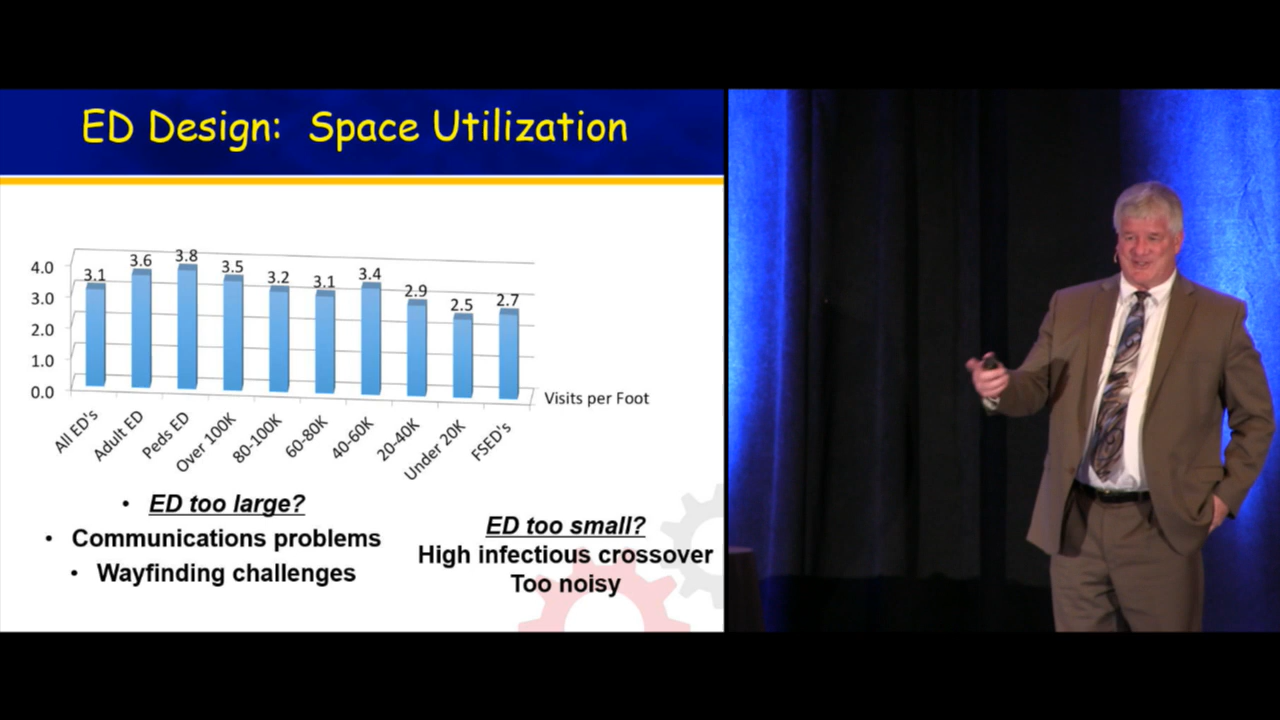 ED Design: Space Utilization
4.0
3.0
2.0
1.0
0.0
3.1
3.6
3.8
3.5
3.2
3.1
3.4
2.9
2.5
2.7
All ED's
Adult ED
Peds ED
Over 100K
80-100K
60-80K
40-60K
20-40K
Under 20K
FSED's
Visits per Foot
• ED too large?
• Communications problems
• Wayfinding challenges
ED too small?
High infectious crossover
Too noisy